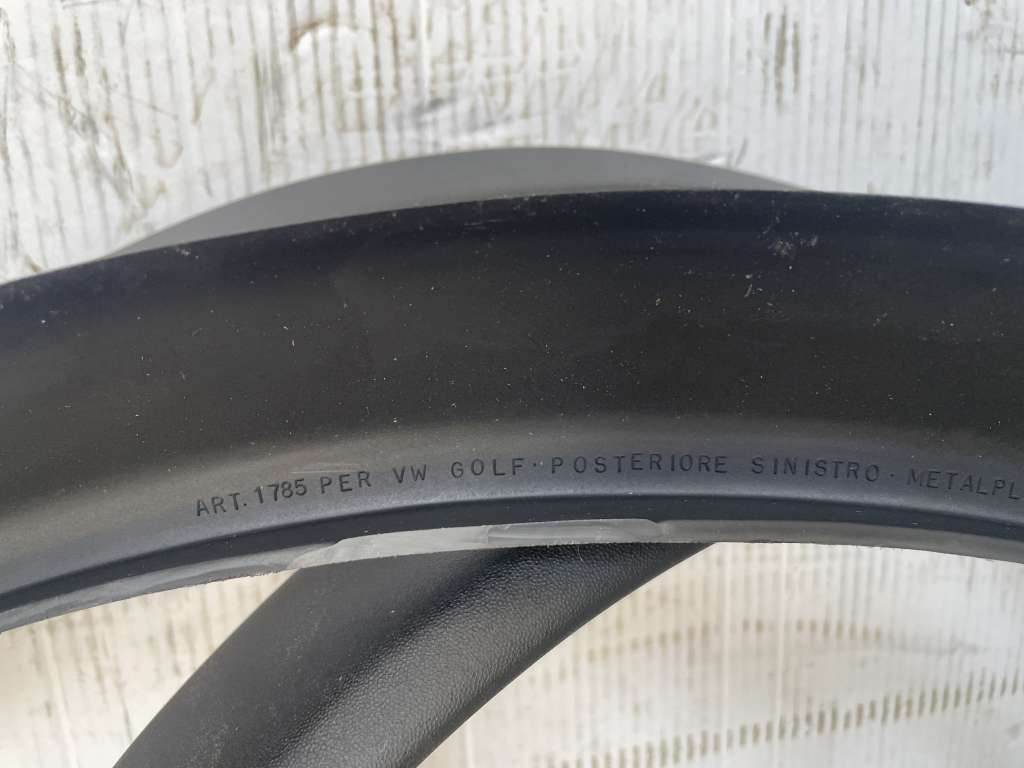 ART. 1785 PER VW GOLF · POSTERIORE SINISTRO · METALPL